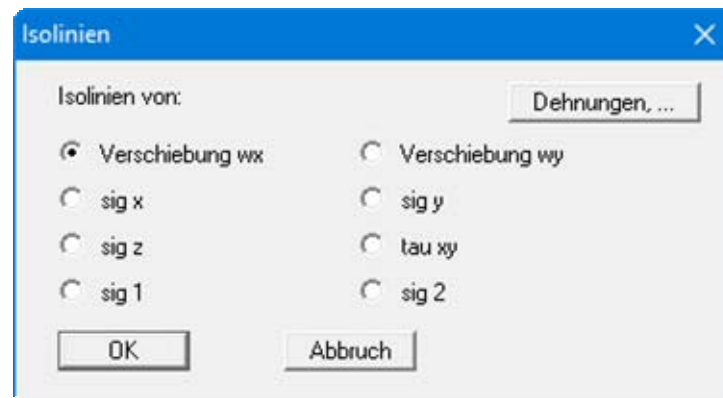 Isolinien
Isolinien von:
Dehnungen, ...
Verschiebung wx
Verschiebung wy
sig x
sig y
sig z
tau xy
sig 1
sig 2
OK
Abbruch